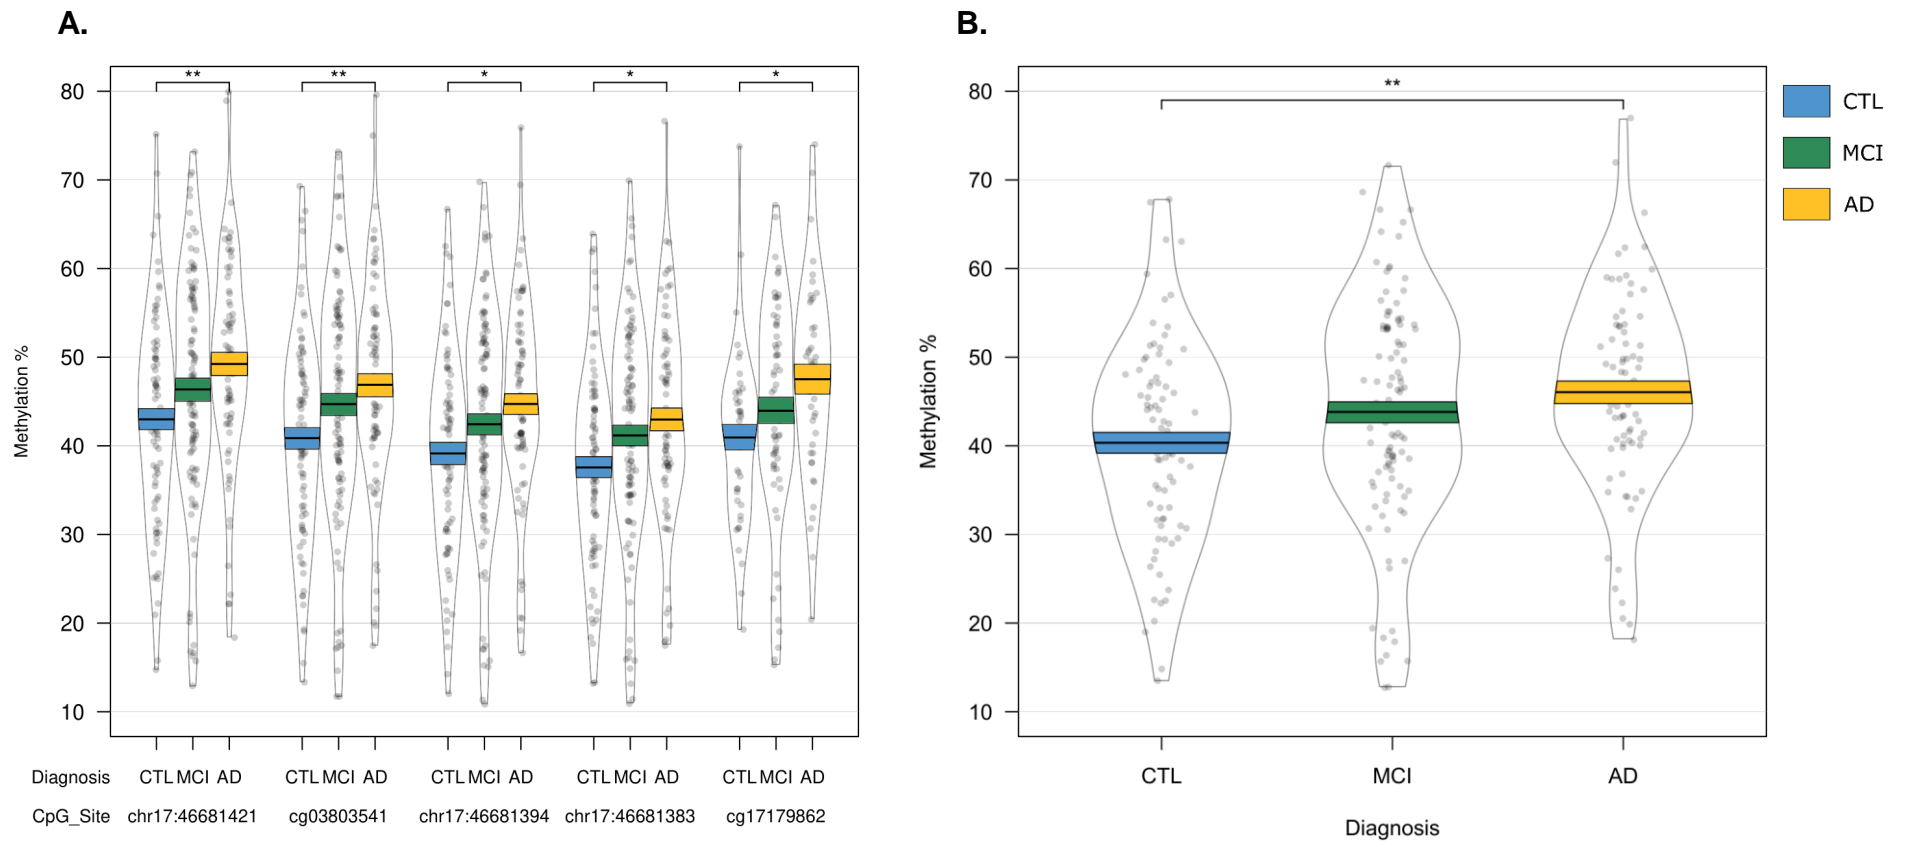 A.
B.
** ** * * *
**
80
70
60
50
40
30
20
10
Methylation %
Diagnosis CTL MCI AD CTL MCI AD CTL MCI AD CTL MCI AD CTL MCI AD
CpG_Site chr17:46681421 cg03803541 chr17:46681394 chr17:46681383 cg17179862
80
70
60
50
40
30
20
10
Methylation %
CTL MCI AD
Diagnosis
CTL
MCI
AD